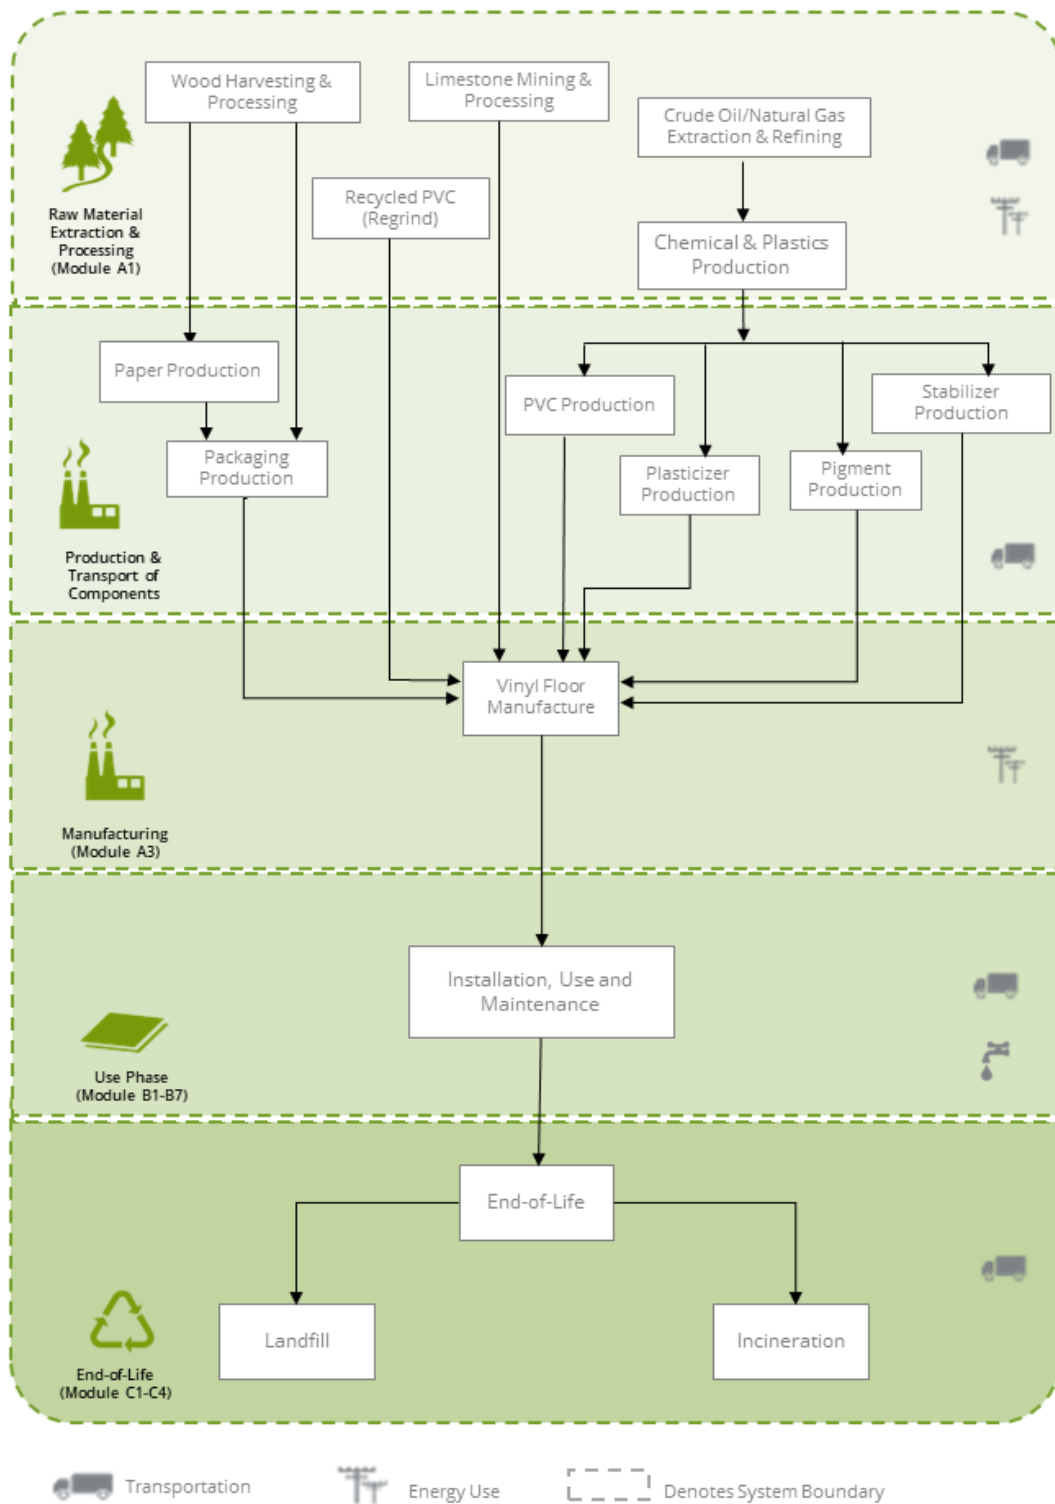 Wood Harvesting &
Processing
Limestone Mining &
Processing
Crude Oil/Natural Gas
Extraction & Refining
Recycled PVC
(Regrind)
Raw Material
Extraction &
Processing
(Module A1)
Chemical & Plastics
Production
Paper Production
PVC Production
Stabilizer
Production
Packaging
Production
Plasticizer
Production
Pigment
Production
Production &
Transport of
Components
Vinyl Floor
Manufacture
Manufacturing
(Module A3)
Installation, Use and
Maintenance
Use Phase
(Module B1-B7)
End-of-Life
Landfill
Incineration
End-of-Life
(Module C1-C4)
Transportation
Energy Use
Denotes System Boundary